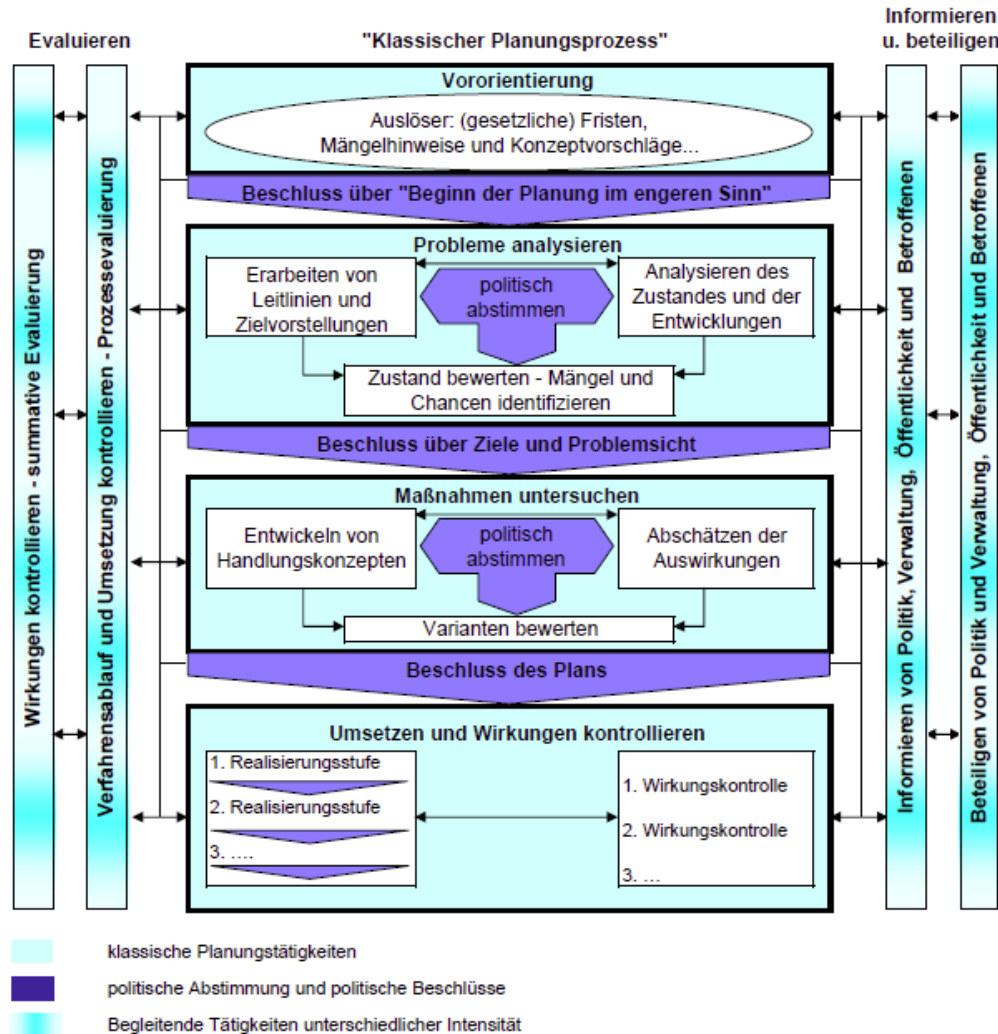 Evaluieren
"Klassischer Planungsprozess"
Informieren
u. beteiligen
Wirkungen kontrollieren - summative Evaluierung
Verfahrensablauf und Umsetzung kontrollieren - Prozessevaluierung
Vororientierung
Auslöser: (gesetzliche) Fristen,
Mängelhinweise und Konzeptvorschläge...
Beschluss über "Beginn der Planung im engeren Sinn"
Probleme analysieren
Erarbeiten von
Leitlinien und
Zielvorstellungen
politisch
abstimmen
Analysieren des
Zustandes und der
Entwicklungen
Zustand bewerten - Mängel und
Chancen identifizieren
Beschluss über Ziele und Problemsicht
Maßnahmen untersuchen
Entwickeln von
Handlungskonzepten
politisch
abstimmen
Abschätzen der
Auswirkungen
Varianten bewerten
Beschluss des Plans
Umsetzen und Wirkungen kontrollieren
1. Realisierungsstufe
2. Realisierungsstufe
3. ....
1. Wirkungskontrolle
2. Wirkungskontrolle
3. ...
Informieren von Politik, Verwaltung, Öffentlichkeit und Betroffenen
Beteiligen von Politik und Verwaltung, Öffentlichkeit und Betroffenen
klassische Planungstätigkeiten
politische Abstimmung und politische Beschlüsse
Begleitende Tätigkeiten unterschiedlicher Intensität